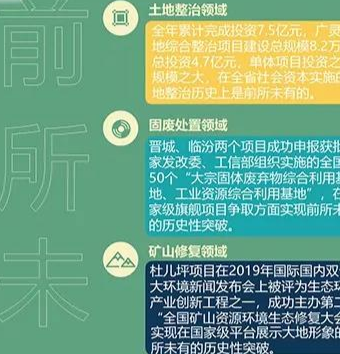 前所未
土地整治领域
全年累计完成投资7.5亿元，广灵
地综合整治项目建设总规模8.2万
总投资4.7亿元，单体项目投资之
规模之大，在全省社会资本实施的
地整治历史上是前所未有的。
固废处置领域
晋城、临汾两个项目成功申报获批
家发改委、工信部组织实施的全国
50个“大宗固体废弃物综合利用基
地、工业资源综合利用基地”，在
家级旗舰项目争取方面实现前所未
的历史性突破。
矿山修复领域
杜儿坪项目在2019年国际国内双十
大环境新闻发布会上被评为生态环
产业创新工程之一，成功主办第二
“全国矿山资源环境生态修复大会
实现在国家级平台展示大地形象的
所未有的历史性突破。